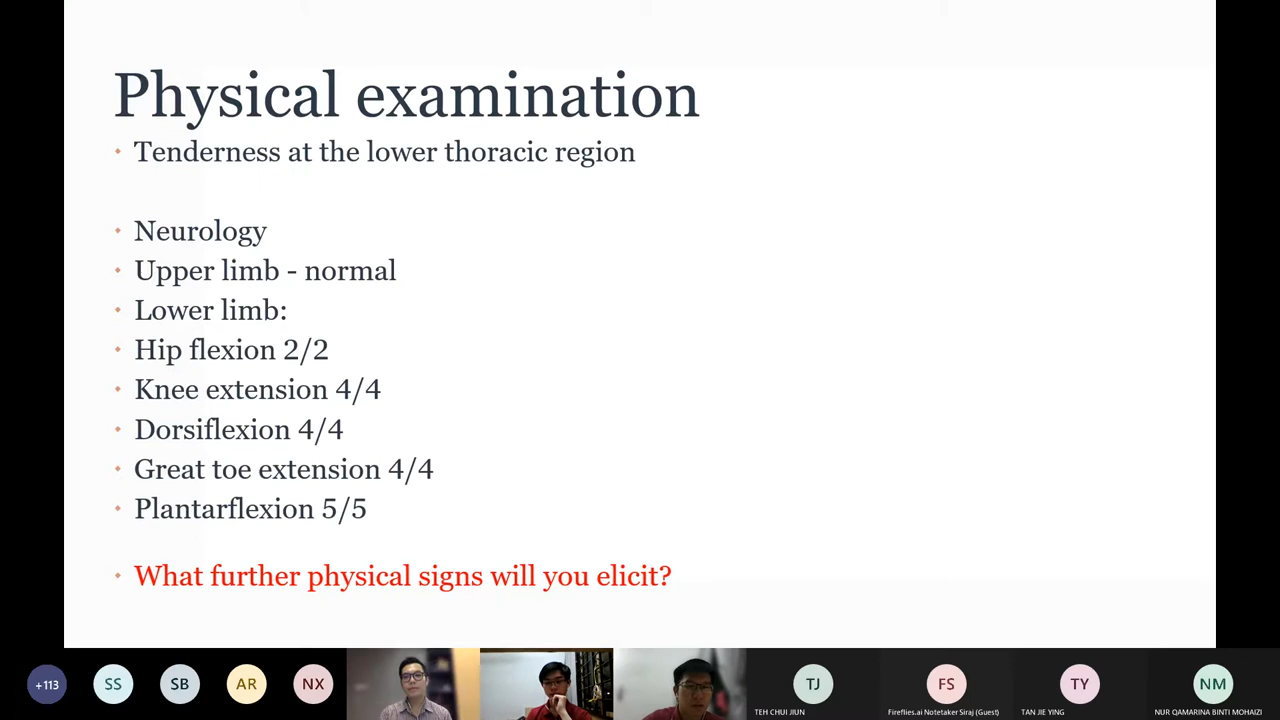 Physical examination
Tenderness at the lower thoracic region
Neurology
Upper limb - normal
Lower limb:
Hip flexion 2/2
Knee extension 4/4
Dorsiflexion 4/4
Great toe extension 4/4
Plantarflexion 5/5
What further physical signs will you elicit?
+113 SS SB AR NX TJ FS TY NM
TEH CHUI JIUN Fireflies.ai Notetaker Siraj (Guest) TAN JIE YING NUR QAMARINA BINTI MOHAIZI